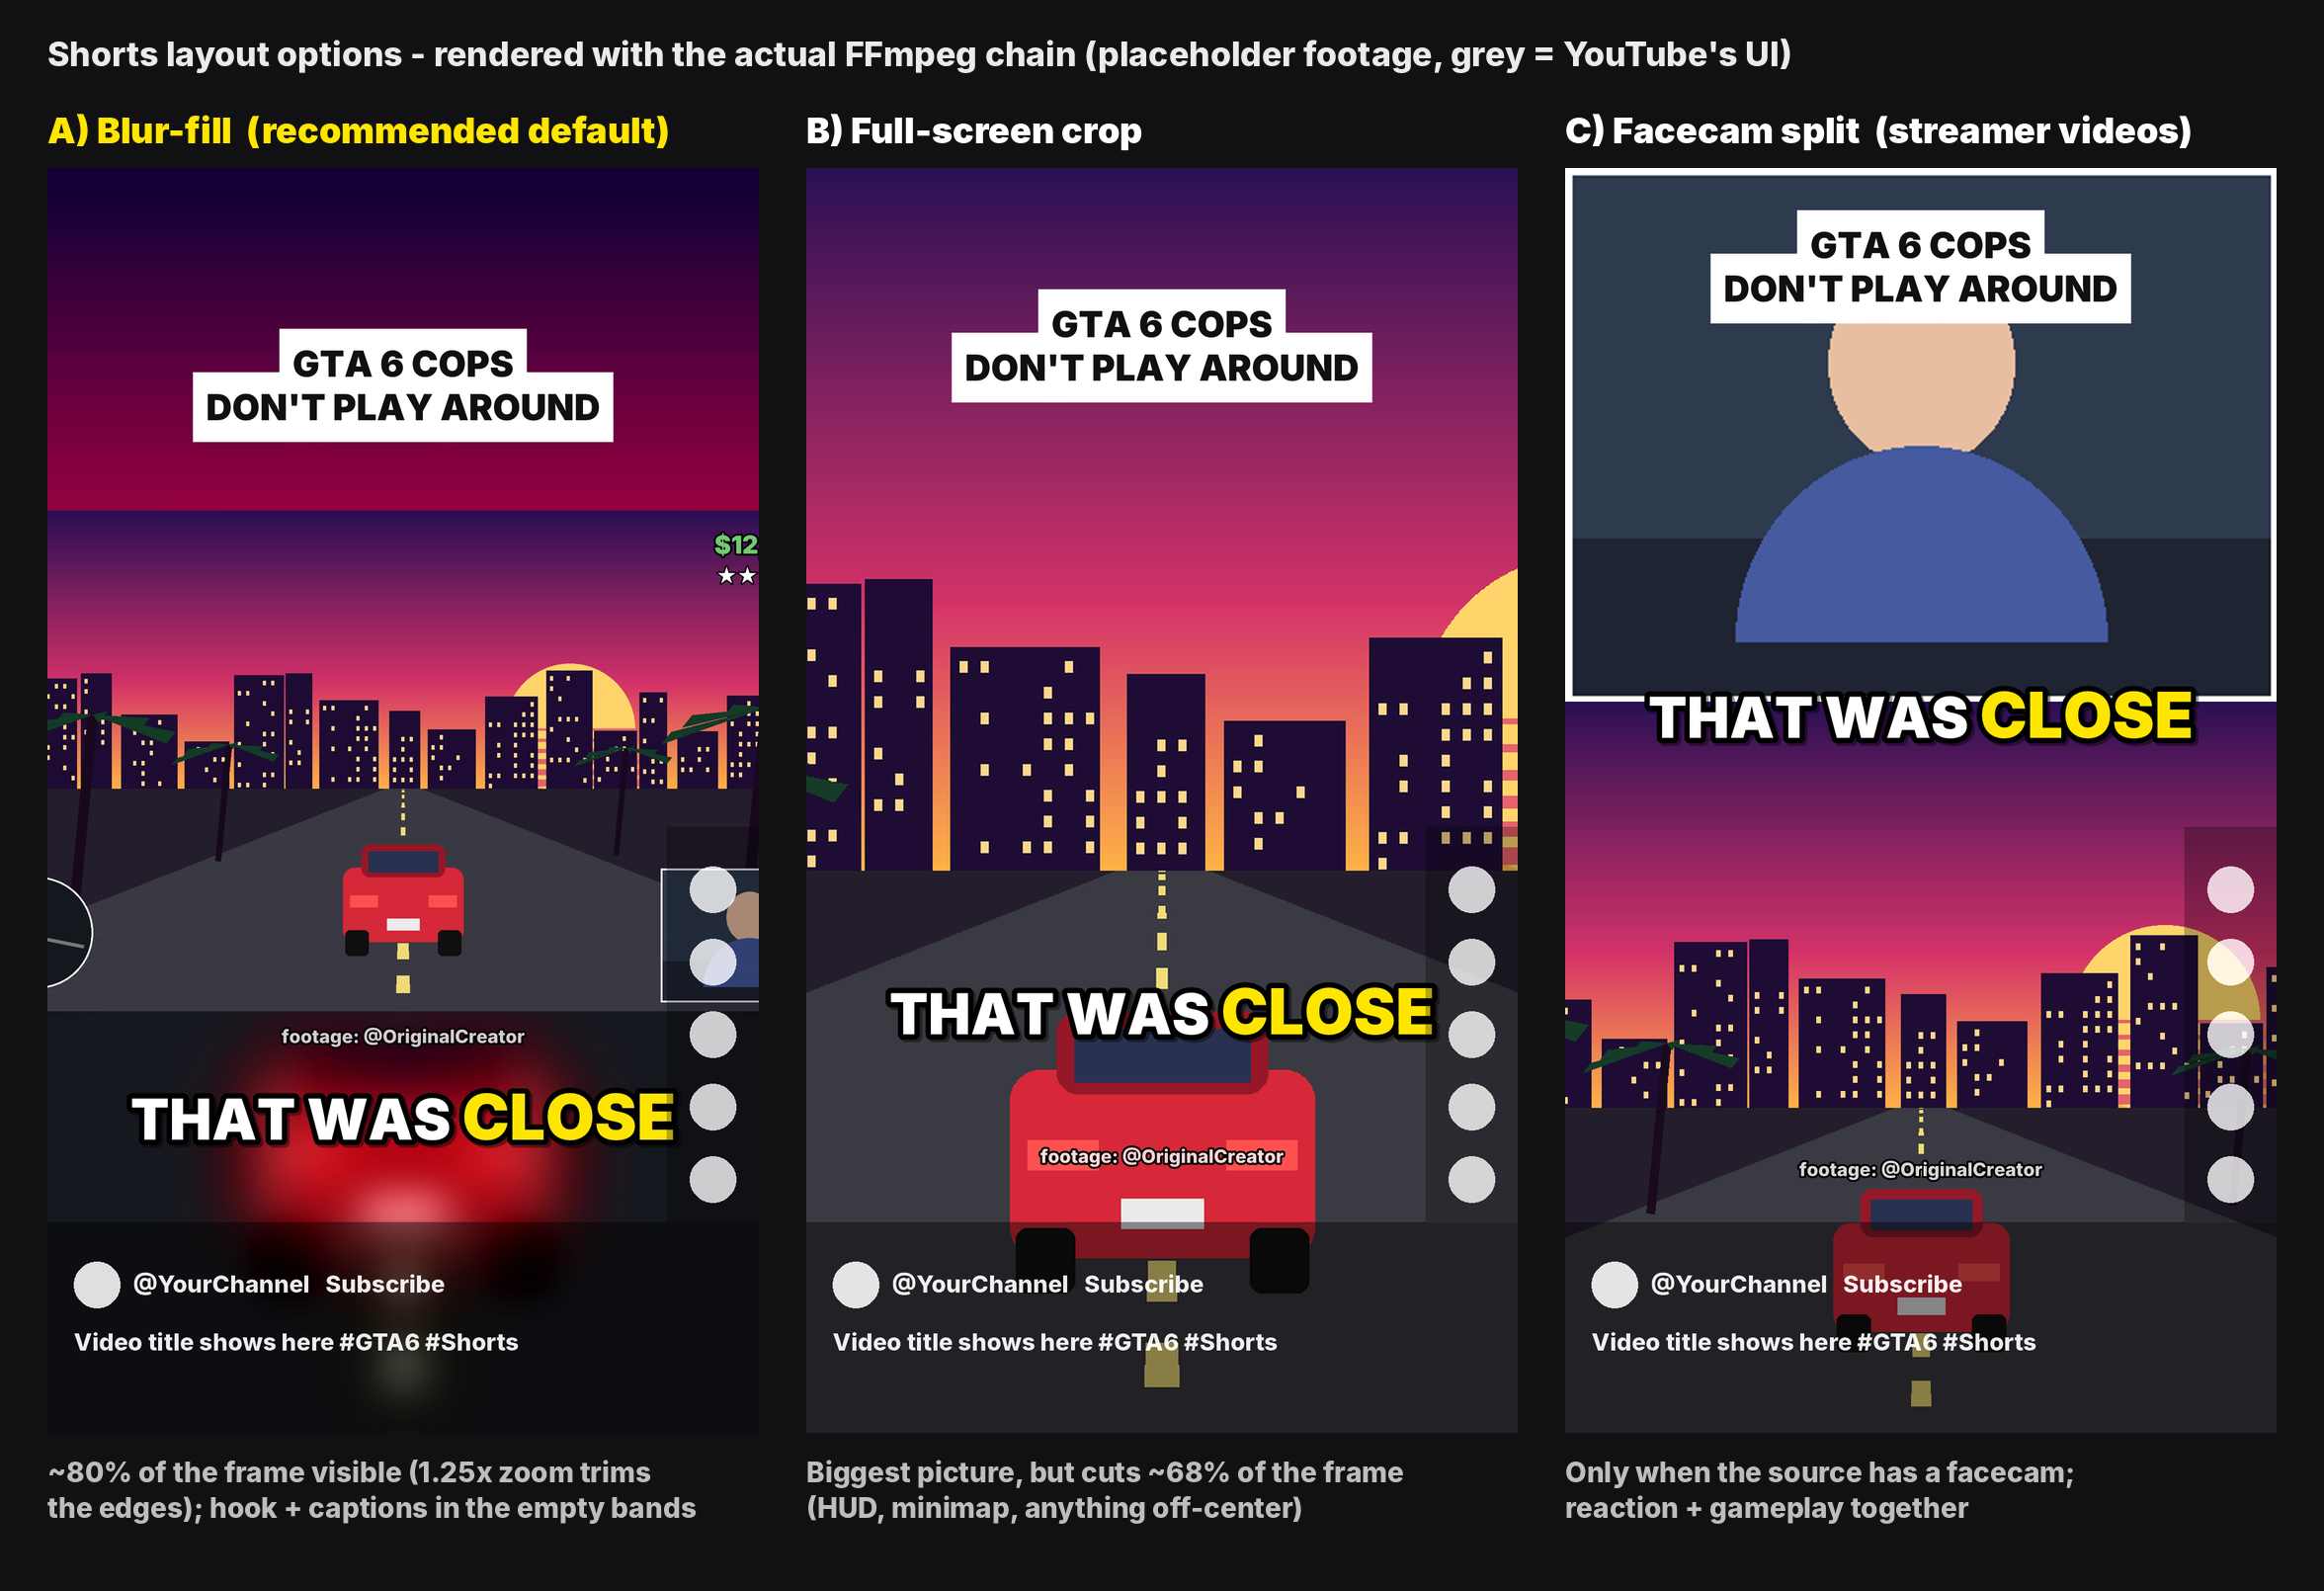 Shorts layout options - rendered with the actual FFmpeg chain (placeholder footage, grey = YouTube's UI)
A) Blur-fill (recommended default)
GTA 6 COPS
DON'T PLAY AROUND
$12
★★
footage: @OriginalCreator
THAT WAS CLOSE
@YourChannel Subscribe
Video title shows here #GTA6 #Shorts
~80% of the frame visible (1.25x zoom trims
the edges); hook + captions in the empty bands
B) Full-screen crop
GTA 6 COPS
DON'T PLAY AROUND
THAT WAS CLOSE
footage: @OriginalCreator
@YourChannel Subscribe
Video title shows here #GTA6 #Shorts
Biggest picture, but cuts ~68% of the frame
(HUD, minimap, anything off-center)
C) Facecam split (streamer videos)
GTA 6 COPS
DON'T PLAY AROUND
THAT WAS CLOSE
footage: @OriginalCreator
@YourChannel Subscribe
Video title shows here #GTA6 #Shorts
Only when the source has a facecam;
reaction + gameplay together